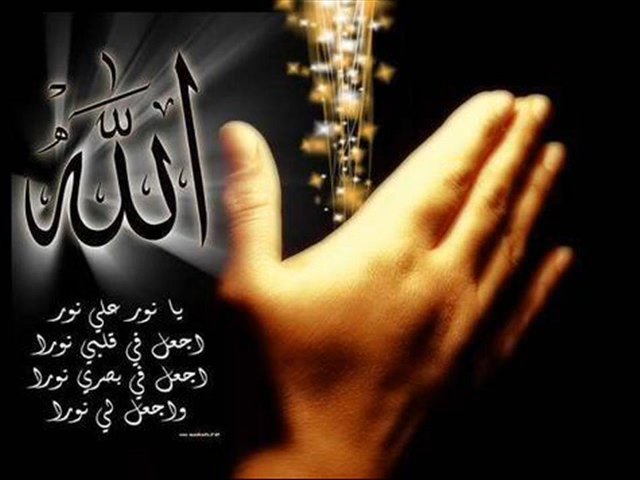 الله
يا نور علي نور
اجعل في قلبي نورا
اجعل في بصري نورا
واجعل لي نورا